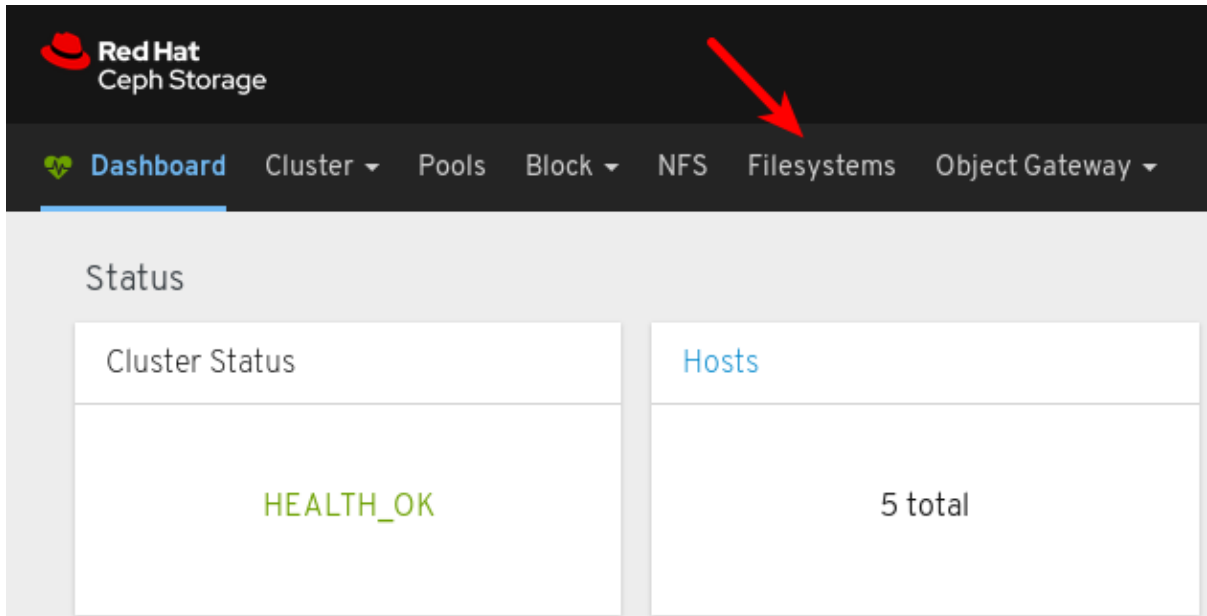 Red Hat
Ceph Storage
Dashboard Cluster Pools Block NFS Filesystems Object Gateway
Status
Cluster Status Hosts
HEALTH_OK 5 total